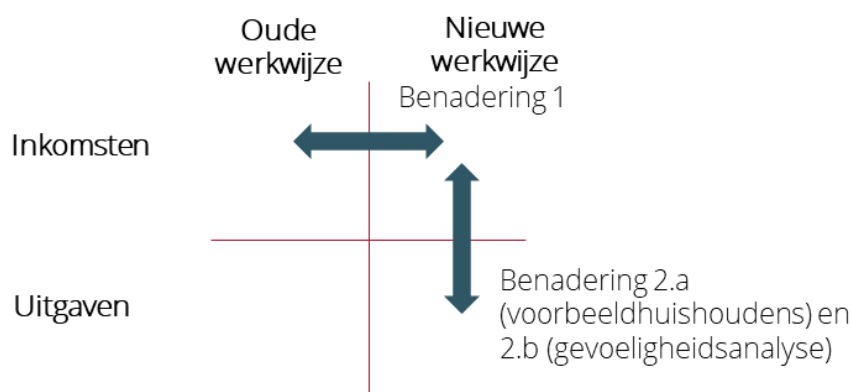 Oude
werkwijze
Nieuwe
werkwijze
Benadering 1
Inkomsten
Uitgaven
Benadering 2.a
(voorbeeldhuishoudens) en
2.b (gevoeligheidsanalyse)